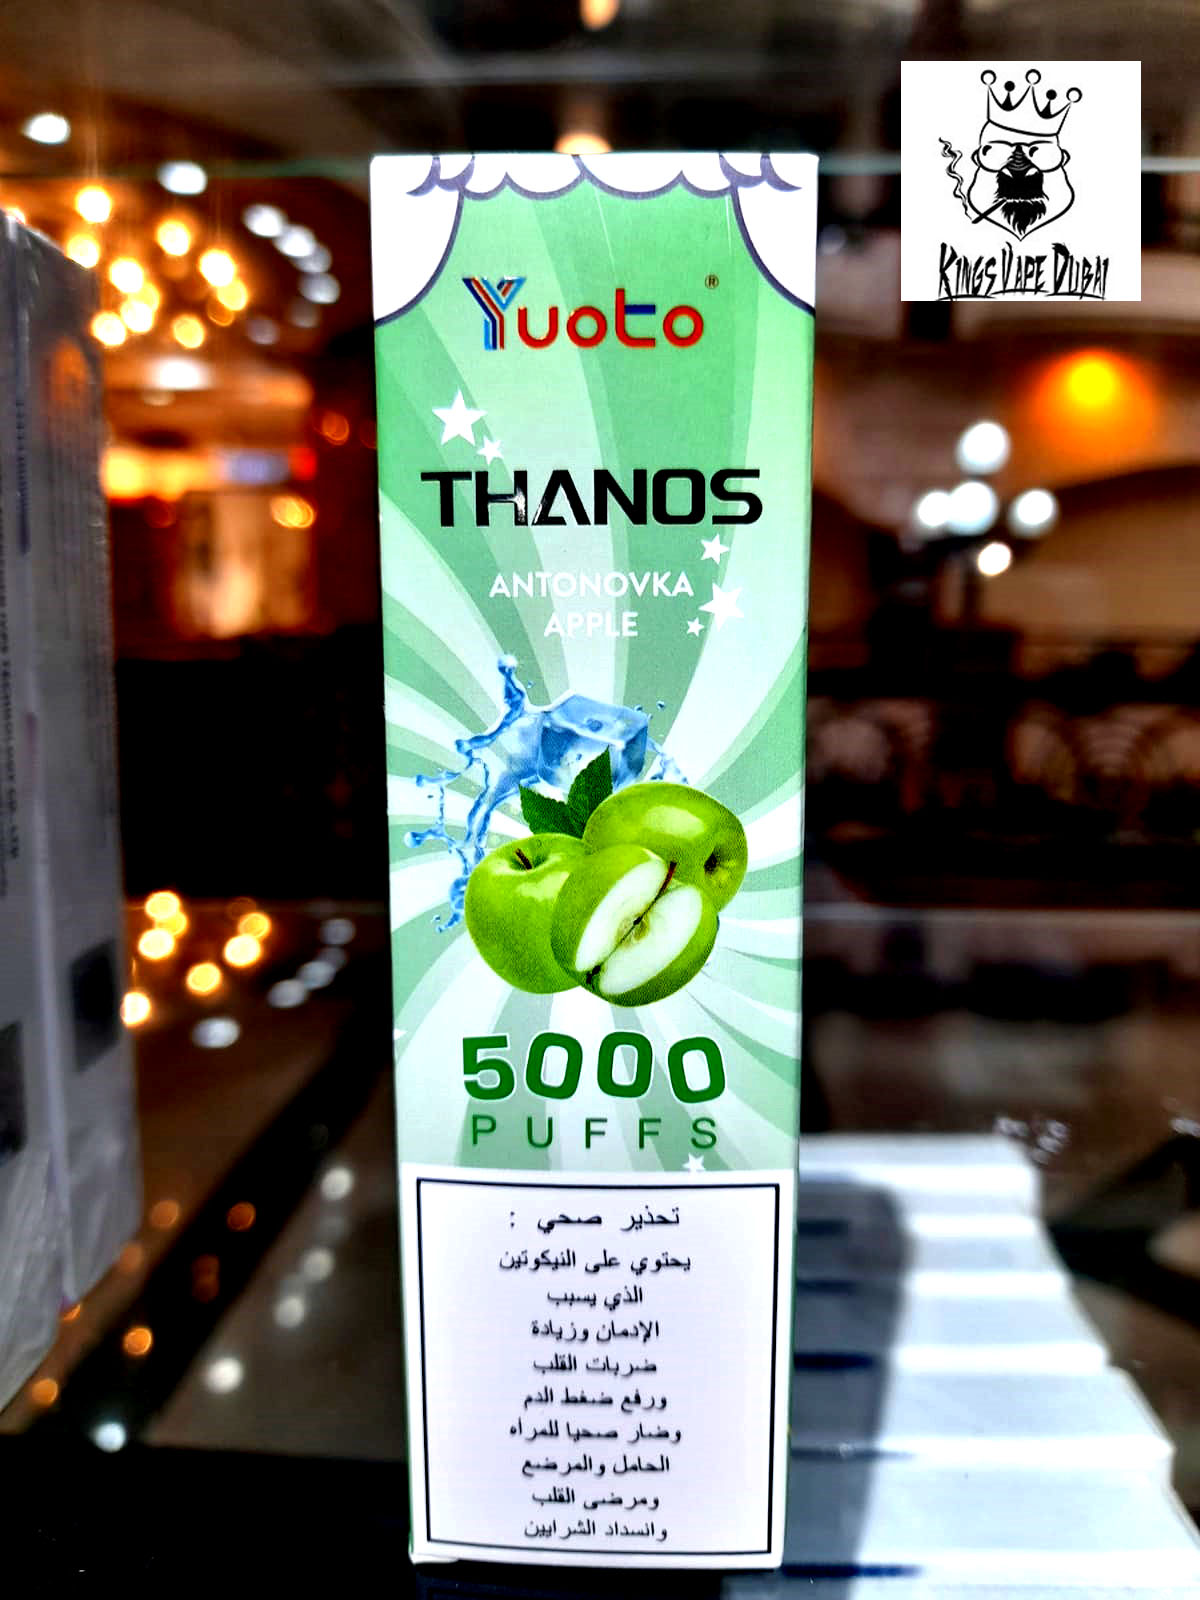 KINGS VAPE DUBAI
Yuoto®
THANOS
ANTONOVKA
APPLE
5000
PUFFS
تحذير صحي :
يحتوي على النيكوتين
الذي يسبب
الإدمان وزيادة
ضربات القلب
ورفع ضغط الدم
وضار صحيا للمرأه
الحامل والمرضع
ومرضى القلب
وانسداد الشرايين